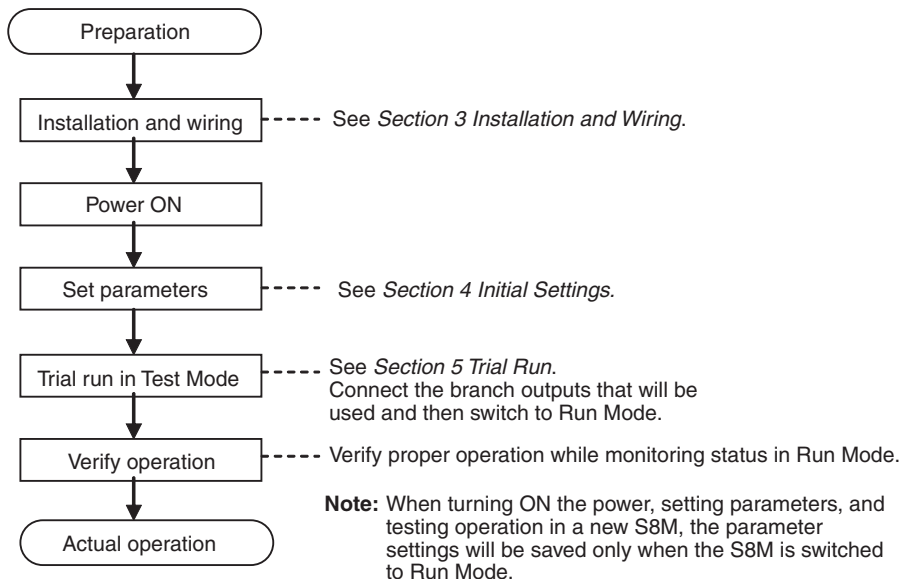 Preparation
Installation and wiring
See Section 3 Installation and Wiring.
Power ON
Set parameters
See Section 4 Initial Settings.
Trial run in Test Mode
See Section 5 Trial Run.
Connect the branch outputs that will be
used and then switch to Run Mode.
Verify operation
Verify proper operation while monitoring status in Run Mode.
Actual operation
Note: When turning ON the power, setting parameters, and
testing operation in a new S8M, the parameter
settings will be saved only when the S8M is switched
to Run Mode.